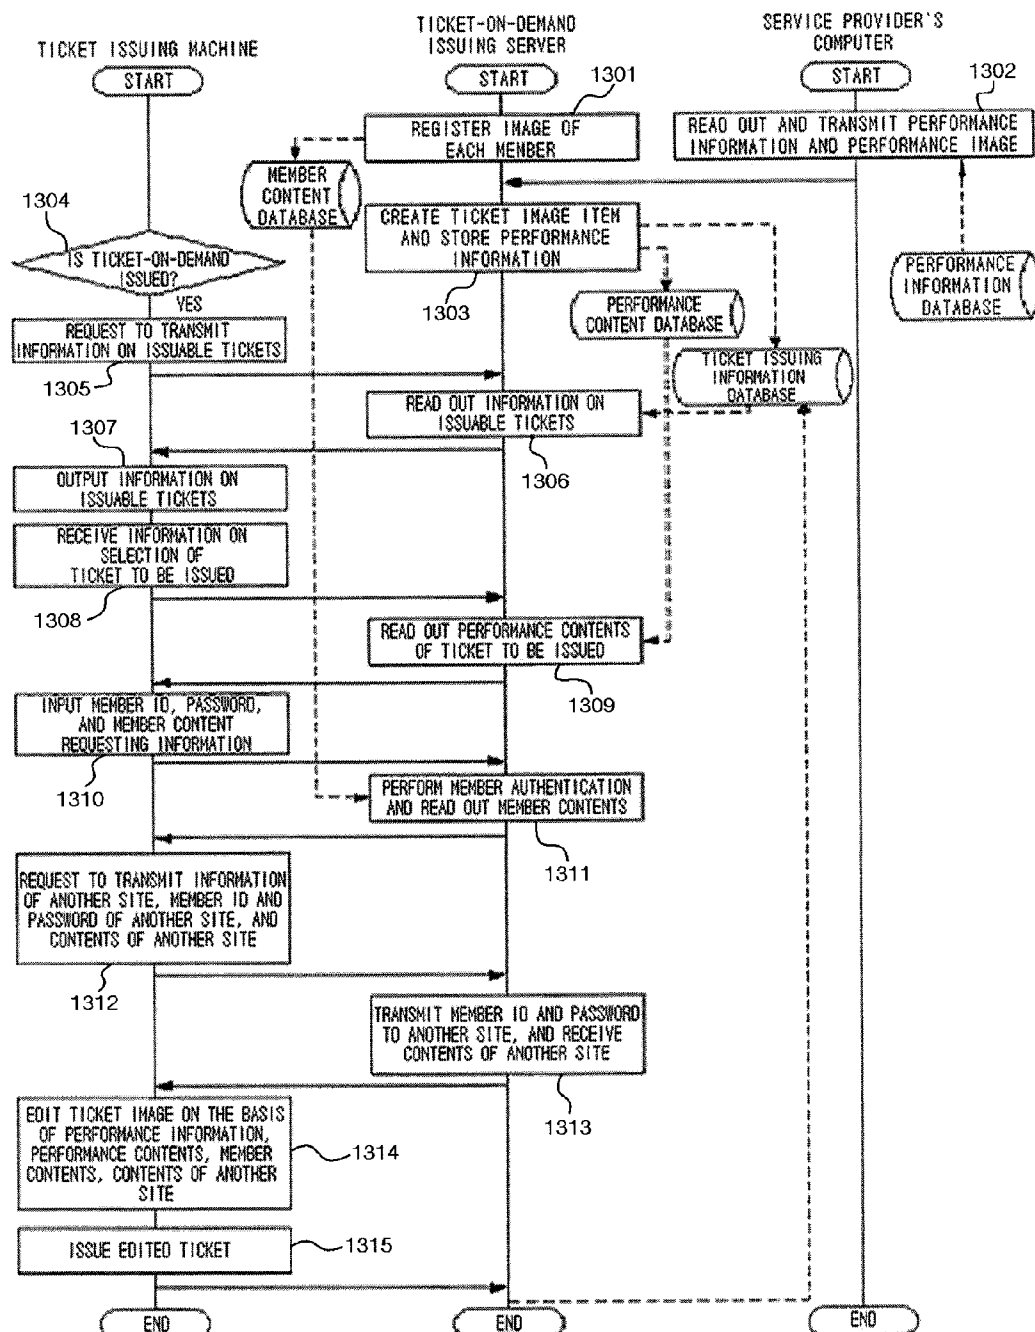 TICKET ISSUING MACHINE
TICKET-ON-DEMAND
ISSUING SERVER
SERVICE PROVIDER'S
COMPUTER
START
START
START
1301
1302
REGISTER IMAGE OF
EACH MEMBER
READ OUT AND TRANSMIT PERFORMANCE
INFORMATION AND PERFORMANCE IMAGE
MEMBER
CONTENT
DATABASE
1304
CREATE TICKET IMAGE ITEM
AND STORE PERFORMANCE
INFORMATION
1303
IS TICKET-ON-DEMAND
ISSUED?
YES
PERFORMANCE
INFORMATION
DATABASE
PERFORMANCE
CONTENT DATABASE
REQUEST TO TRANSMIT
INFORMATION ON ISSUABLE TICKETS
1305
TICKET ISSUING
INFORMATION
DATABASE
READ OUT INFORMATION ON
ISSUABLE TICKETS
1306
1307
OUTPUT INFORMATION ON
ISSUABLE TICKETS
RECEIVE INFORMATION ON
SELECTION OF
TICKET TO BE ISSUED
1308
READ OUT PERFORMANCE CONTENTS
OF TICKET TO BE ISSUED
1309
INPUT MEMBER ID, PASSWORD,
AND MEMBER CONTENT
REQUESTING INFORMATION
1310
PERFORM MEMBER AUTHENTICATION
AND READ OUT MEMBER CONTENTS
1311
REQUEST TO TRANSMIT INFORMATION
OF ANOTHER SITE, MEMBER ID AND
PASSWORD OF ANOTHER SITE, AND
CONTENTS OF ANOTHER SITE
1312
TRANSMIT MEMBER ID AND PASSWORD
TO ANOTHER SITE, AND RECEIVE
CONTENTS OF ANOTHER SITE
1313
EDIT TICKET IMAGE ON THE BASIS
OF PERFORMANCE INFORMATION,
PERFORMANCE CONTENTS, MEMBER
CONTENTS, CONTENTS OF ANOTHER
SITE
1314
ISSUE EDITED TICKET
1315
END
END
END